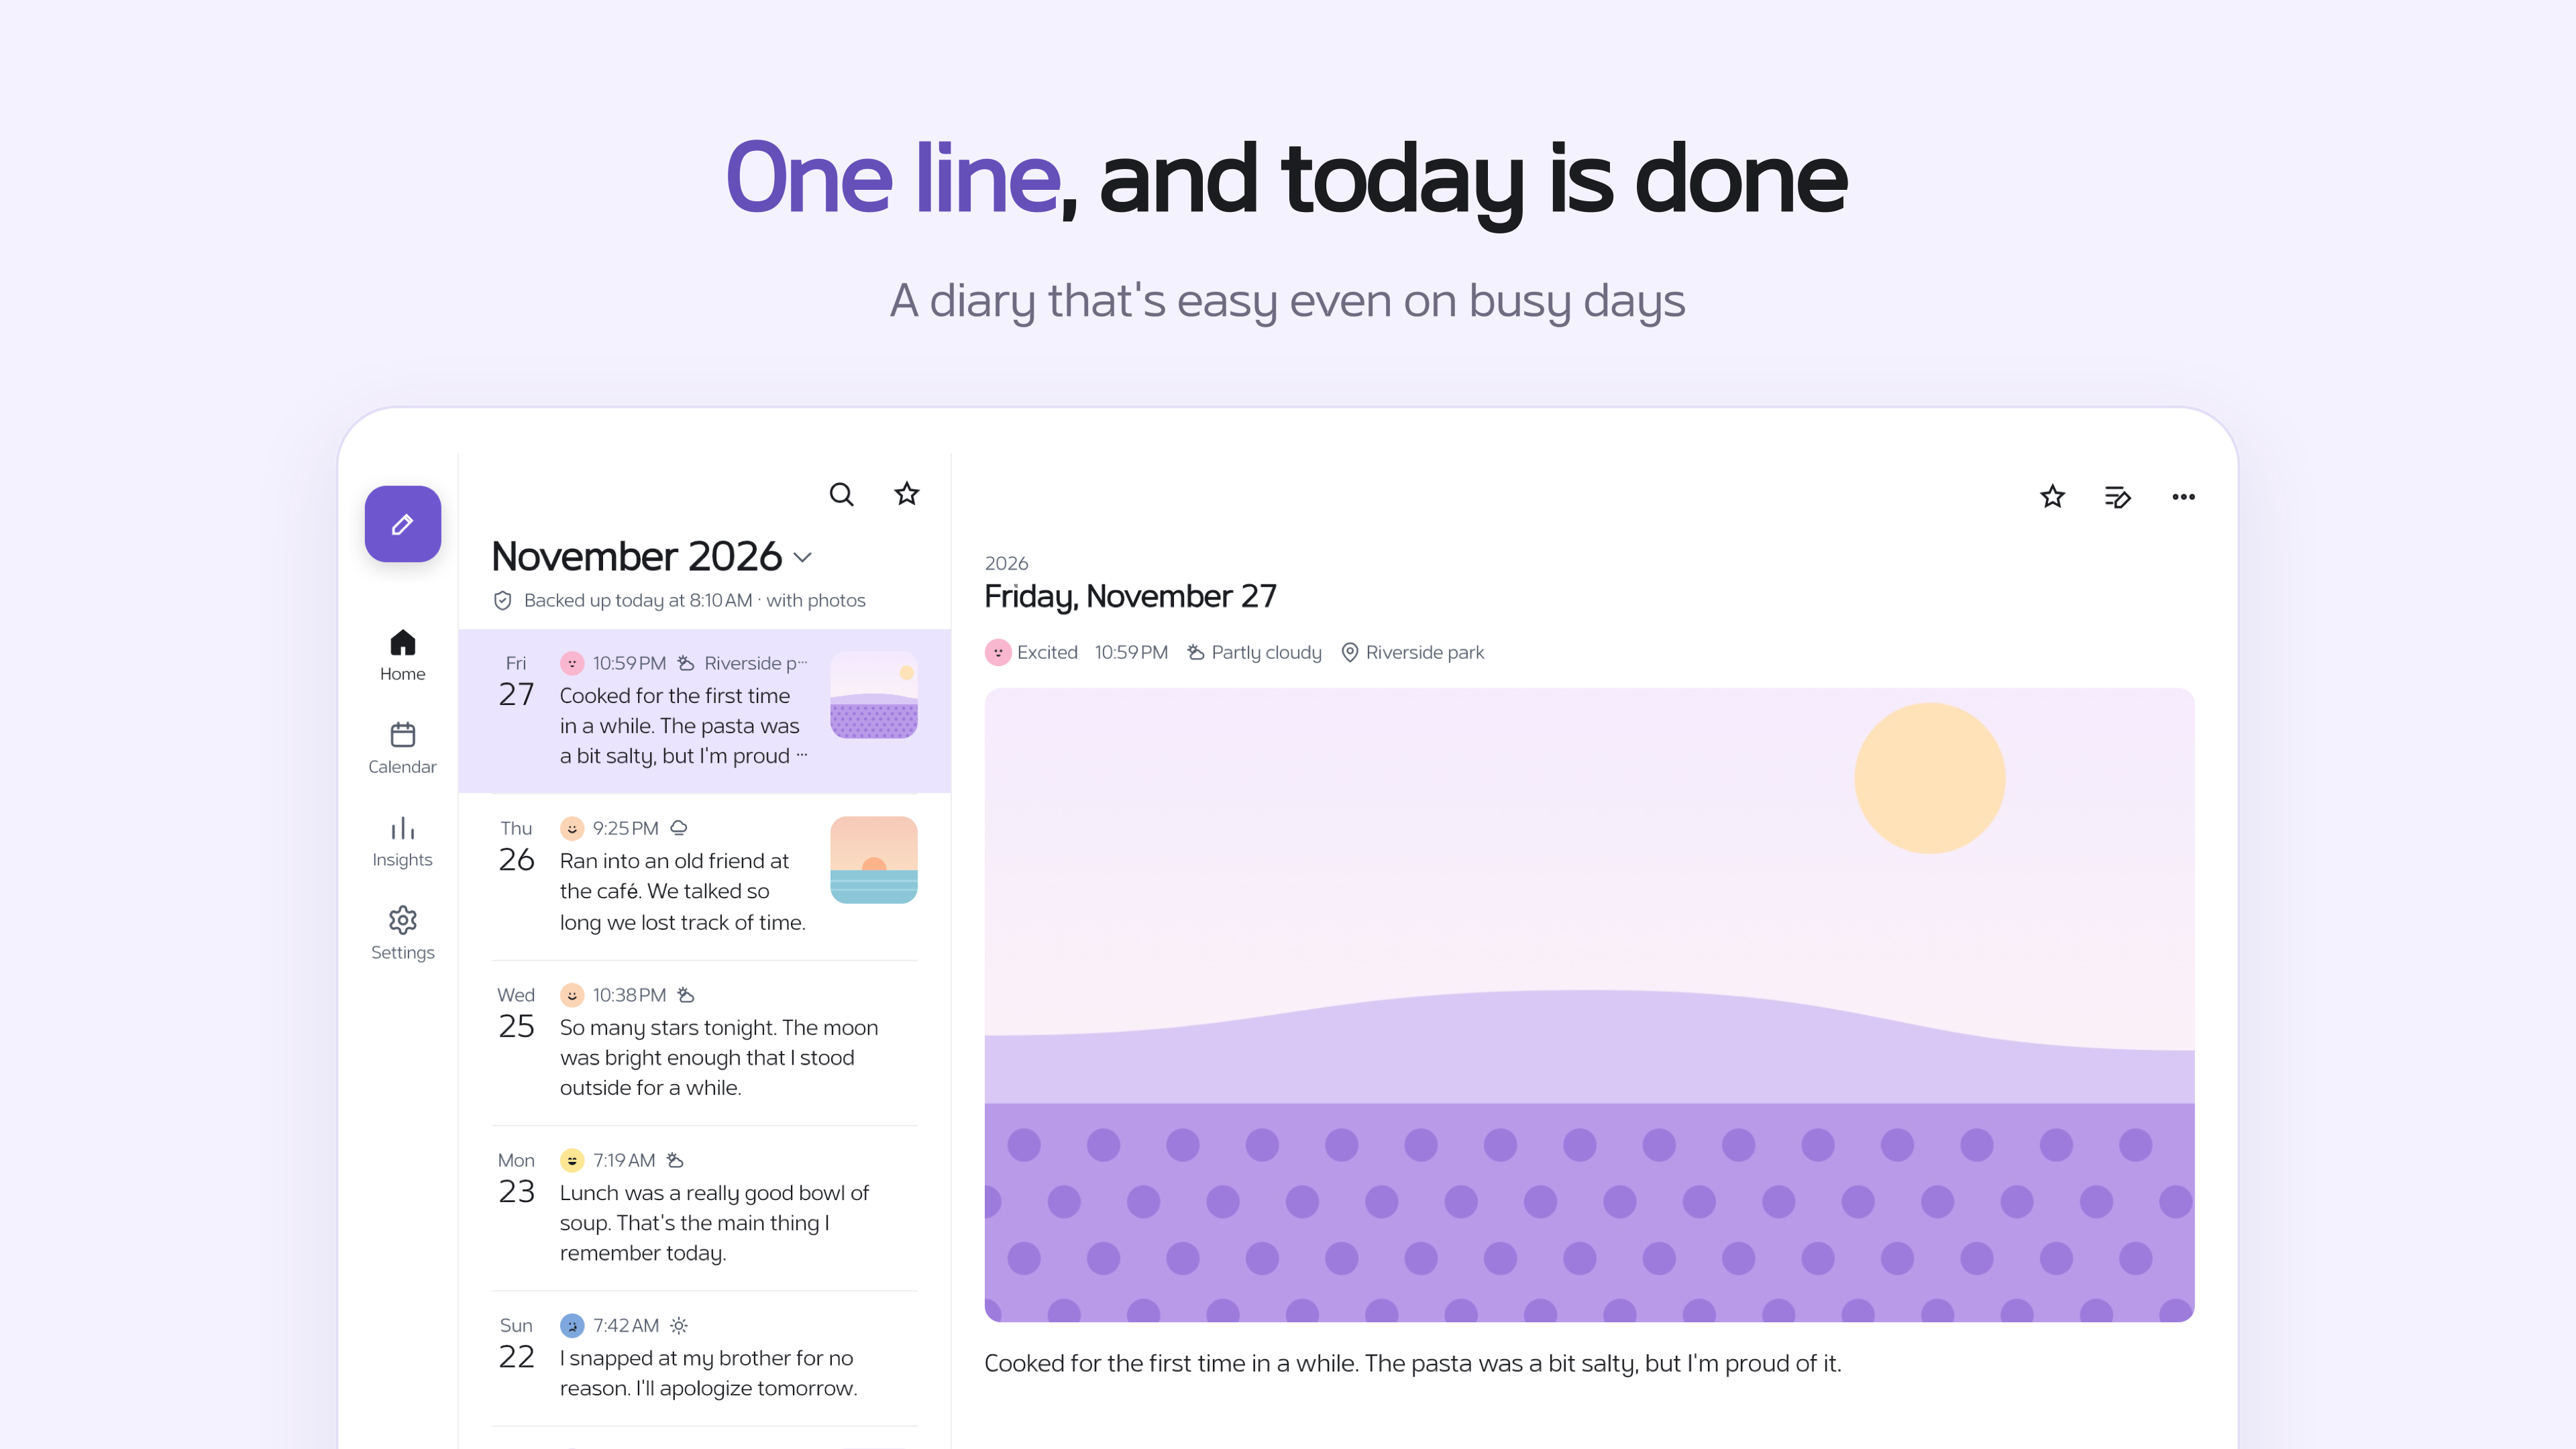 One line, and today is done
A diary that's easy even on busy days
Home
Calendar
Insights
Settings
November 2026
Backed up today at 8:10 AM · with photos
Fri
27
10:59 PM Riverside p···
Cooked for the first time
in a while. The pasta was
a bit salty, but I'm proud ···
Thu
26
9:25 PM
Ran into an old friend at
the café. We talked so
long we lost track of time.
Wed
25
10:38 PM
So many stars tonight. The moon
was bright enough that I stood
outside for a while.
Mon
23
7:19 AM
Lunch was a really good bowl of
soup. That's the main thing I
remember today.
Sun
22
7:42 AM
I snapped at my brother for no
reason. I'll apologize tomorrow.
2026
Friday, November 27
Excited 10:59 PM Partly cloudy Riverside park
Cooked for the first time in a while. The pasta was a bit salty, but I'm proud of it.